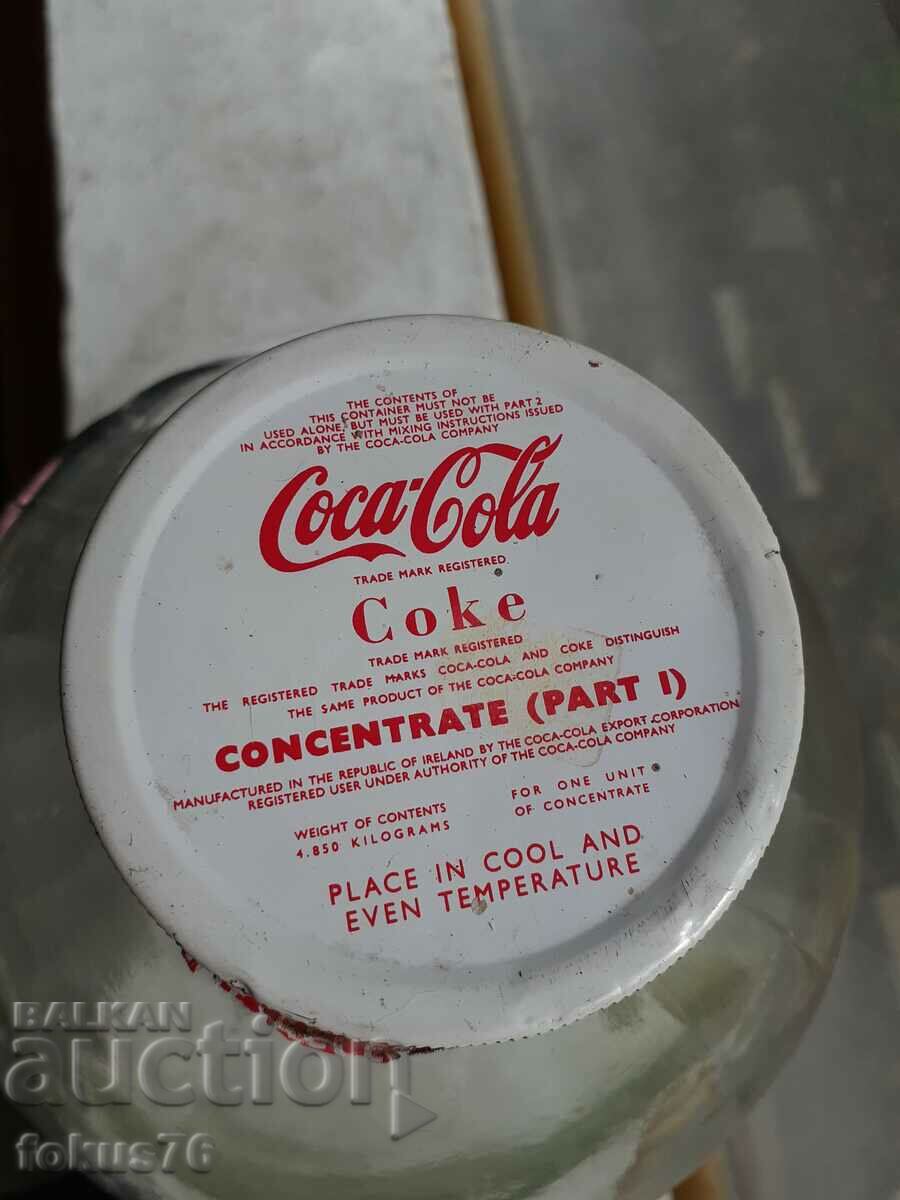 THE CONTENTS OF
THIS CONTAINER MUST NOT BE
USED ALONE, BUT MUST BE USED WITH PART 2
IN ACCORDANCE WITH MIXING INSTRUCTIONS ISSUED
BY THE COCA-COLA COMPANY
Coca-Cola
TRADE MARK REGISTERED
Coke
TRADE MARK REGISTERED
THE REGISTERED TRADE MARKS COCA-COLA AND COKE DISTINGUISH
THE SAME PRODUCT OF THE COCA-COLA COMPANY
CONCENTRATE (PART I)
MANUFACTURED IN THE REPUBLIC OF IRELAND BY THE COCA-COLA EXPORT CORPORATION
REGISTERED USER UNDER AUTHORITY OF THE COCA-COLA COMPANY
WEIGHT OF CONTENTS
4.850 KILOGRAMS
FOR ONE UNIT
OF CONCENTRATE
PLACE IN COOL AND
EVEN TEMPERATURE
BALKAN
auction
fokus76